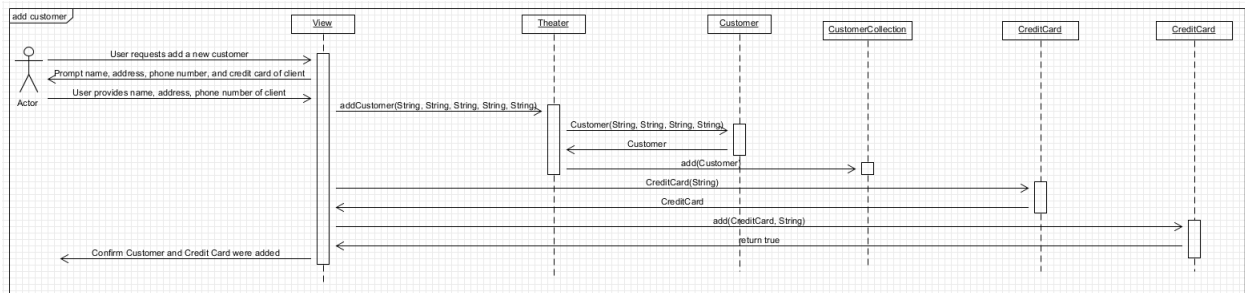 add customer
View
Theater
Customer
CustomerCollection
CreditCard
CreditCard
User requests add a new customer
Prompt name, address, phone number, and credit card of client
User provides name, address, phone number of client
Actor
addCustomer(String, String, String, String, String)
Customer(String, String, String, String)
Customer
add(Customer)
CreditCard(String)
CreditCard
add(CreditCard, String)
return true
Confirm Customer and Credit Card were added